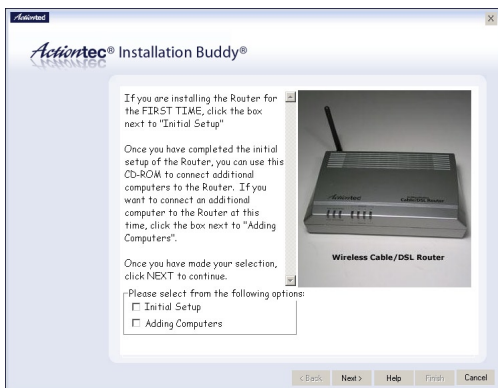 Actiontec
Actiontec® Installation Buddy®
If you are installing the Router for
the FIRST TIME, click the box
next to "Initial Setup"
Once you have completed the initial
setup of the Router, you can use this
CD-ROM to connect additional
computers to the Router. If you
want to connect an additional
computer to the Router at this
time, click the box next to "Adding
Computers".
Once you have made your selection,
click NEXT to continue.
Actiontec
Cable/DSL Router
Wireless Cable/DSL Router
Please select from the following options:
Initial Setup
Adding Computers
< Back
Next >
Help
Finish
Cancel